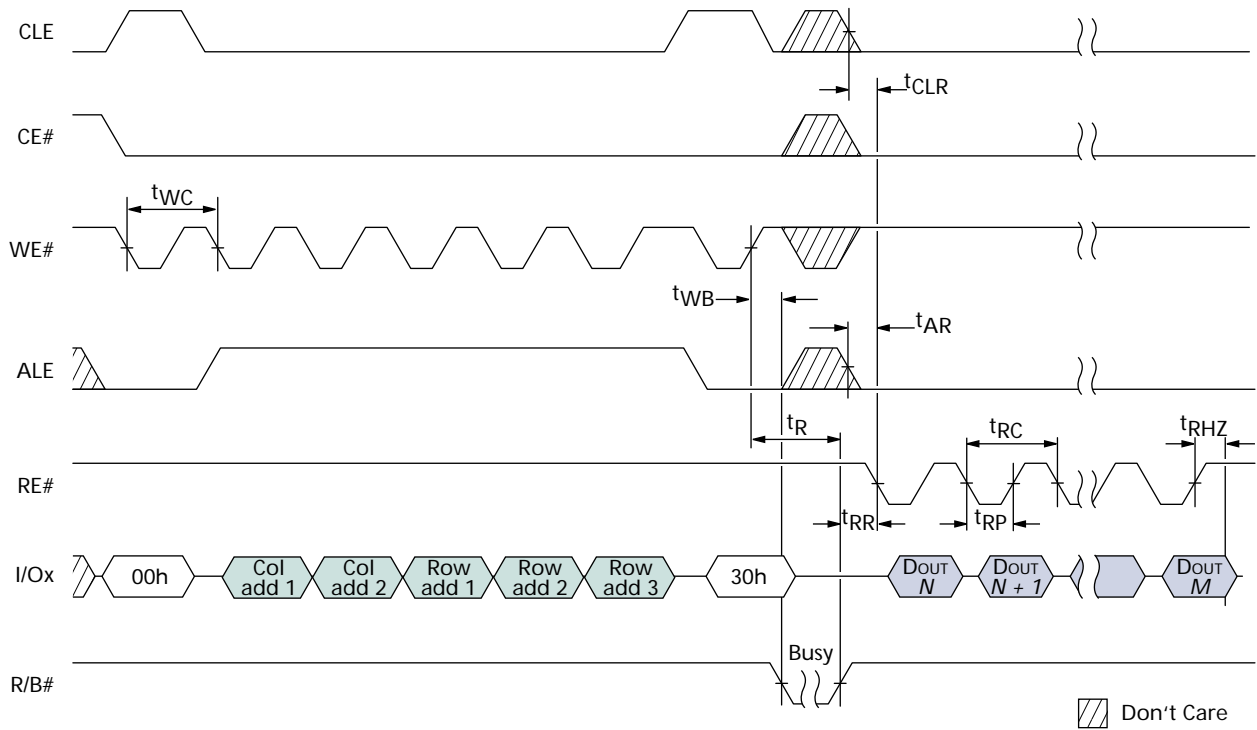 CLE
tCLR
CE#
tWC
WE#
tWB
tAR
ALE
tR
tRC
tRHZ
RE#
tRR
tRP
I/Ox
00h
Col add 1
Col add 2
Row add 1
Row add 2
Row add 3
30h
DOUT N
DOUT N + 1
DOUT M
Busy
R/B#
Don't Care